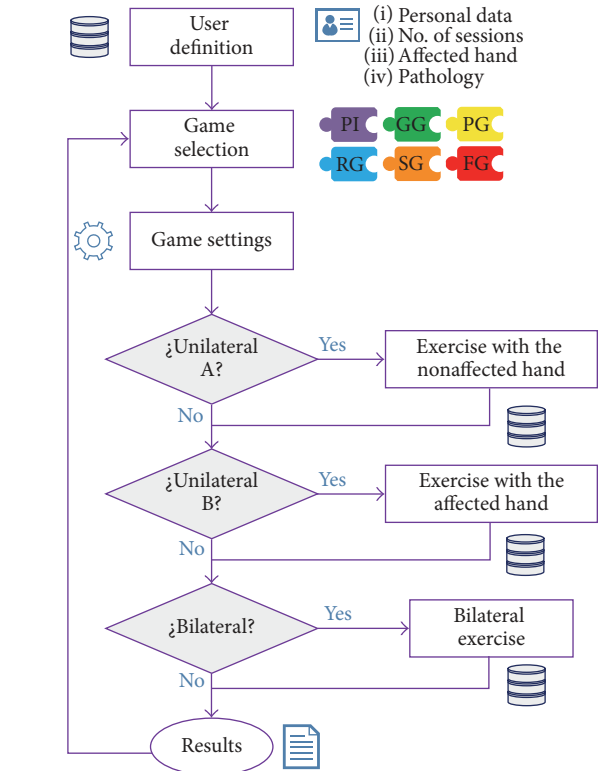 User
definition
(i) Personal data
(ii) No. of sessions
(iii) Affected hand
(iv) Pathology
Game
selection
PI GG PG
RG SG FG
Game settings
¿Unilateral
A?
Yes
Exercise with the
nonaffected hand
No
¿Unilateral
B?
Yes
Exercise with the
affected hand
No
¿Bilateral?
Yes
Bilateral
exercise
No
Results